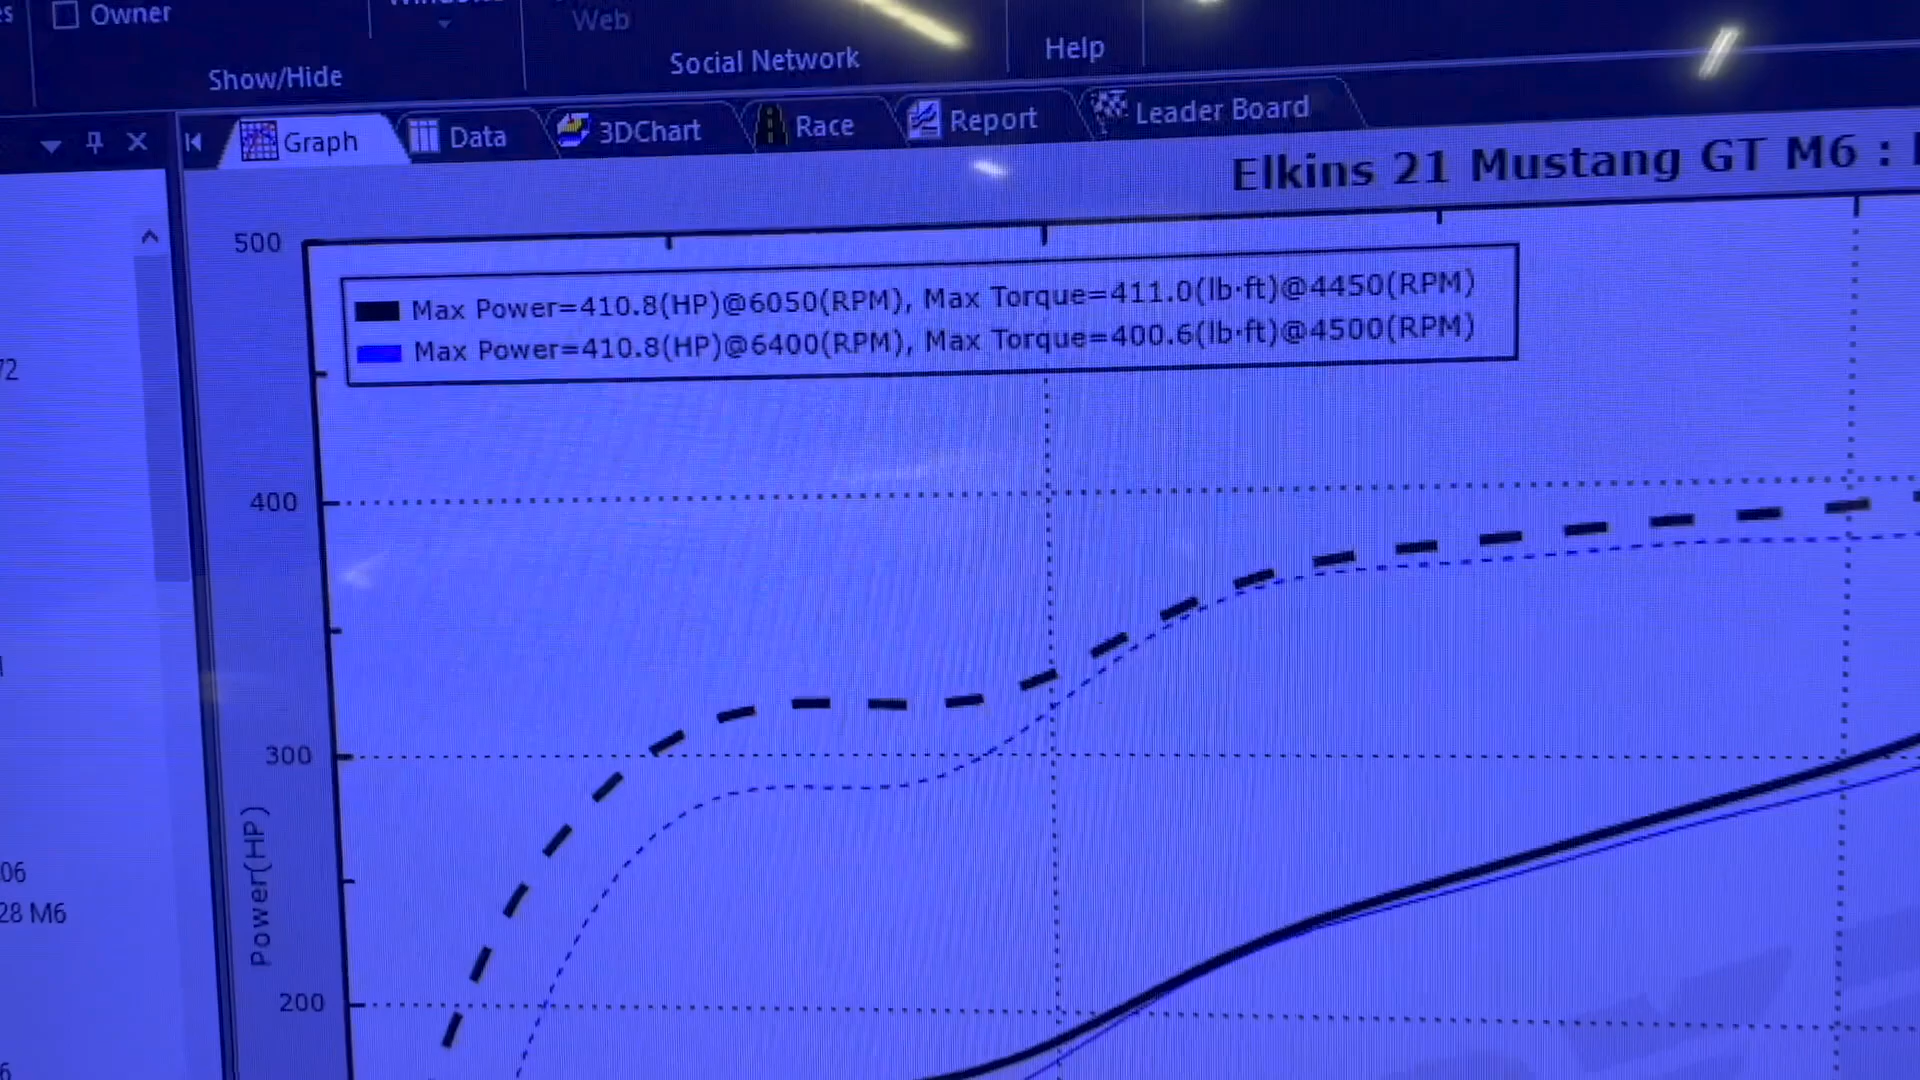 Owner
Web
Show/Hide
Social Network
Help
Graph
Data
3DChart
Race
Report
Leader Board
Elkins 21 Mustang GT M6 :
500
Max Power=410.8(HP)@6050(RPM), Max Torque=411.0(lb·ft)@4450(RPM)
Max Power=410.8(HP)@6400(RPM), Max Torque=400.6(lb·ft)@4500(RPM)
72
400
300
Power(HP)
06
28 M6
200